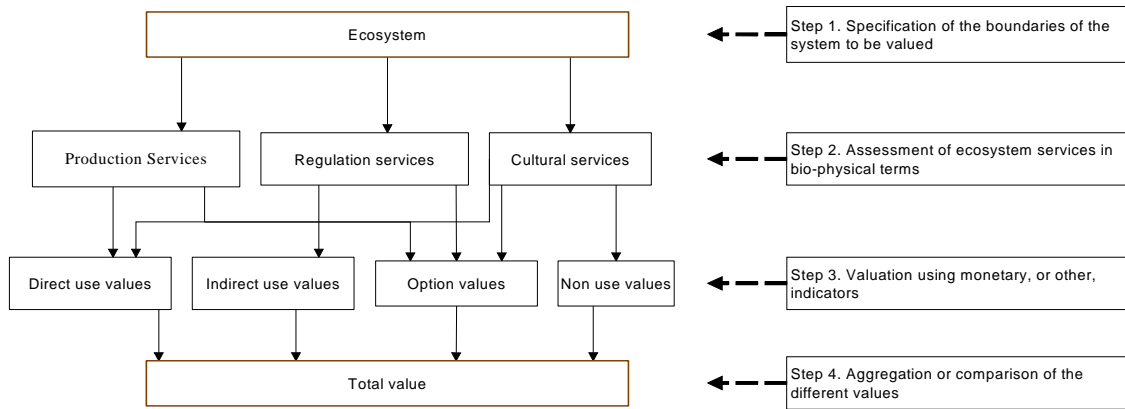 Ecosystem
Step 1. Specification of the boundaries of the
system to be valued
Production Services
Regulation services
Cultural services
Step 2. Assessment of ecosystem services in
bio-physical terms
Direct use values
Indirect use values
Option values
Non use values
Step 3. Valuation using monetary, or other,
indicators
Total value
Step 4. Aggregation or comparison of the
different values